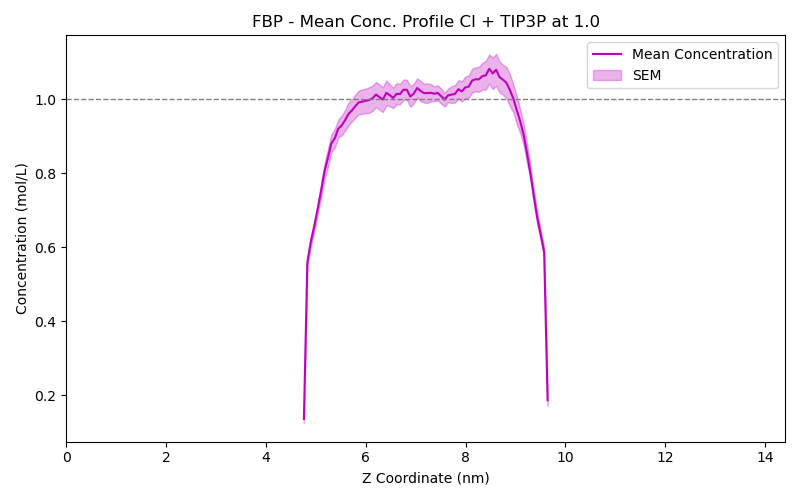 FBP - Mean Conc. Profile Cl + TIP3P at 1.0
Mean Concentration
SEM
Concentration (mol/L)
1.0
0.8
0.6
0.4
0.2
0 2 4 6 8 10 12 14
Z Coordinate (nm)